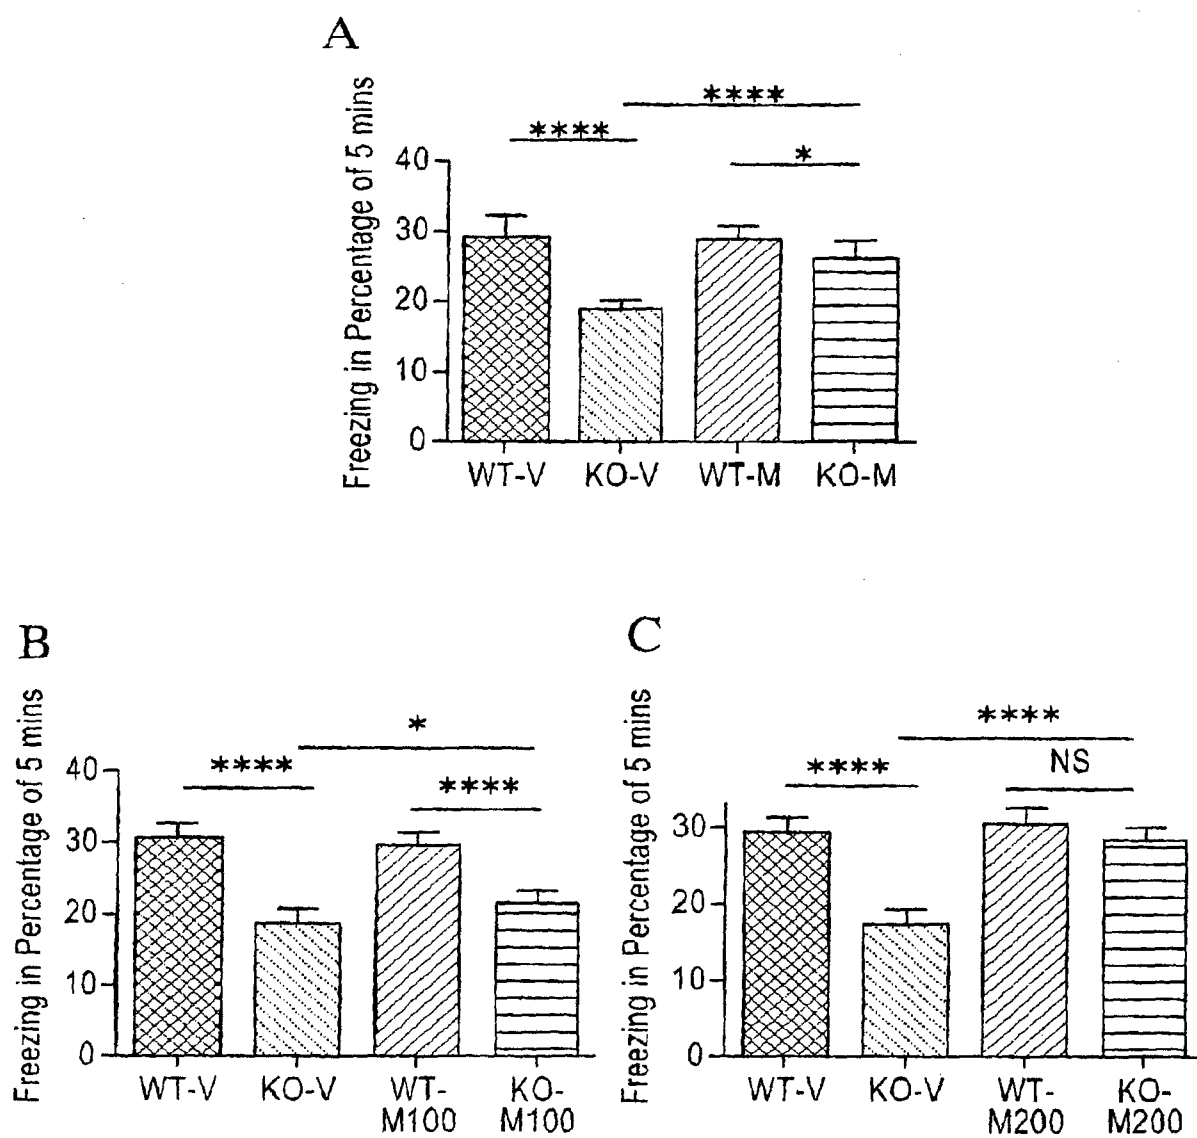 A
Freezing in Percentage of 5 mins
****
****
*
40
30
20
10
0
WT-V KO-V WT-M KO-M
B
Freezing in Percentage of 5 mins
*
****
****
40
30
20
10
0
WT-V KO-V WT-M100 KO-M100
C
Freezing in Percentage of 5 mins
****
****
NS
30
20
10
0
WT-V KO-V WT-M200 KO-M200